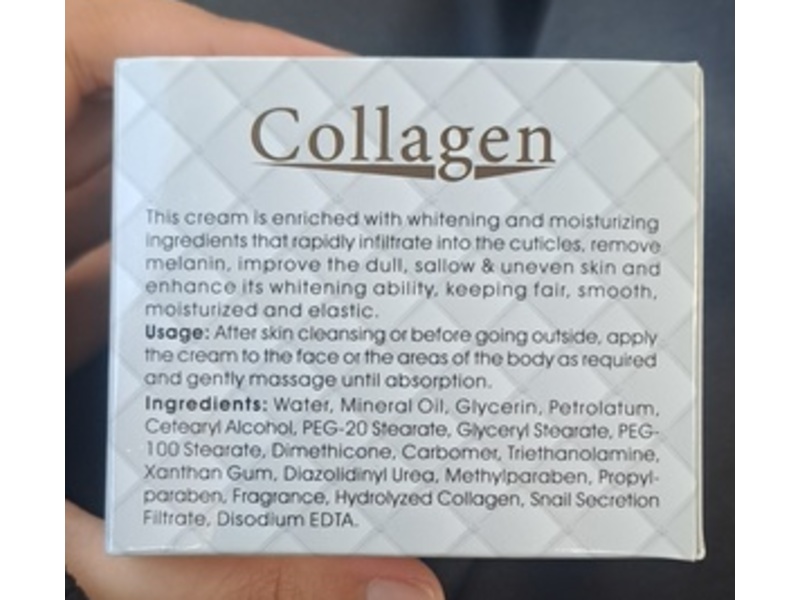 Collagen
This cream is enriched with whitening and moisturizing
ingredients that rapidly infiltrate into the cuticles, remove
melanin, improve the dull, sallow & uneven skin and
enhance its whitening ability, keeping fair, smooth,
moisturized and elastic.
Usage: After skin cleansing or before going outside, apply
the cream to the face or the areas of the body as required
and gently massage until absorption.
Ingredients: Water, Mineral Oil, Glycerin, Petrolatum,
Cetearyl Alcohol, PEG-20 Stearate, Glyceryl Stearate, PEG-
100 Stearate, Dimethicone, Carbomer, Triethanolamine,
Xanthan Gum, Diazolidinyl Urea, Methylparaben, Propyl-
paraben, Fragrance, Hydrolyzed Collagen, Snail Secretion
Filtrate, Disodium EDTA.